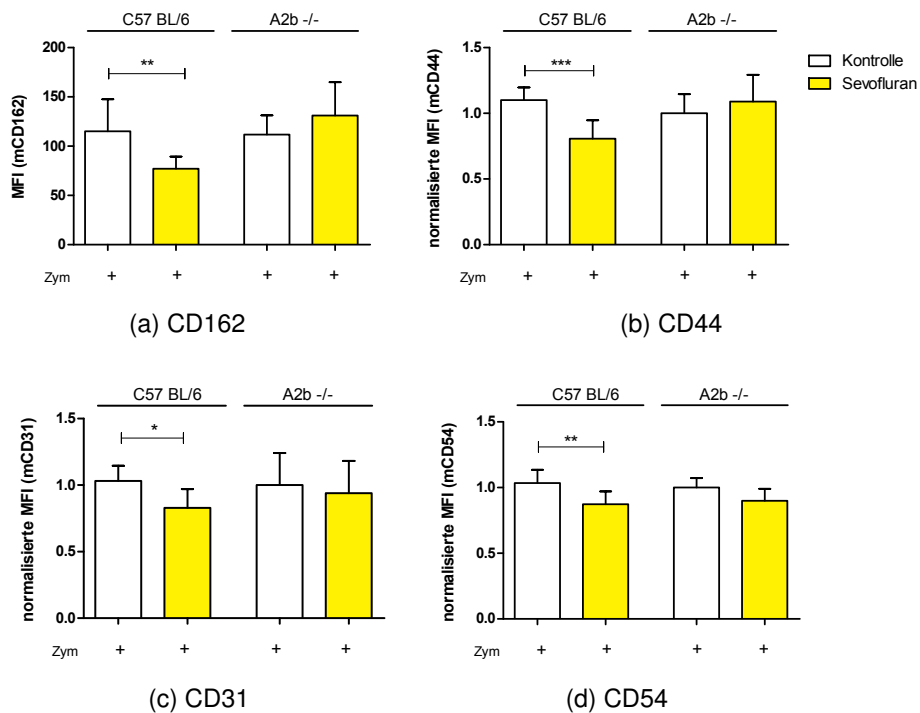 C57 BL/6 A2b -/-
MFI (mCD162)
200
150
100
50
0
**
Zym + + + +
(a) CD162
C57 BL/6 A2b -/-
normalisierte MFI (mCD44)
1.5
1.0
0.5
0.0
***
Zym + + + +
(b) CD44
Kontrolle
Sevofluran
C57 BL/6 A2b -/-
normalisierte MFI (mCD31)
1.5
1.0
0.5
0.0
*
Zym + + + +
(c) CD31
C57 BL/6 A2b -/-
normalisierte MFI (mCD54)
1.5
1.0
0.5
0.0
**
Zym + + + +
(d) CD54